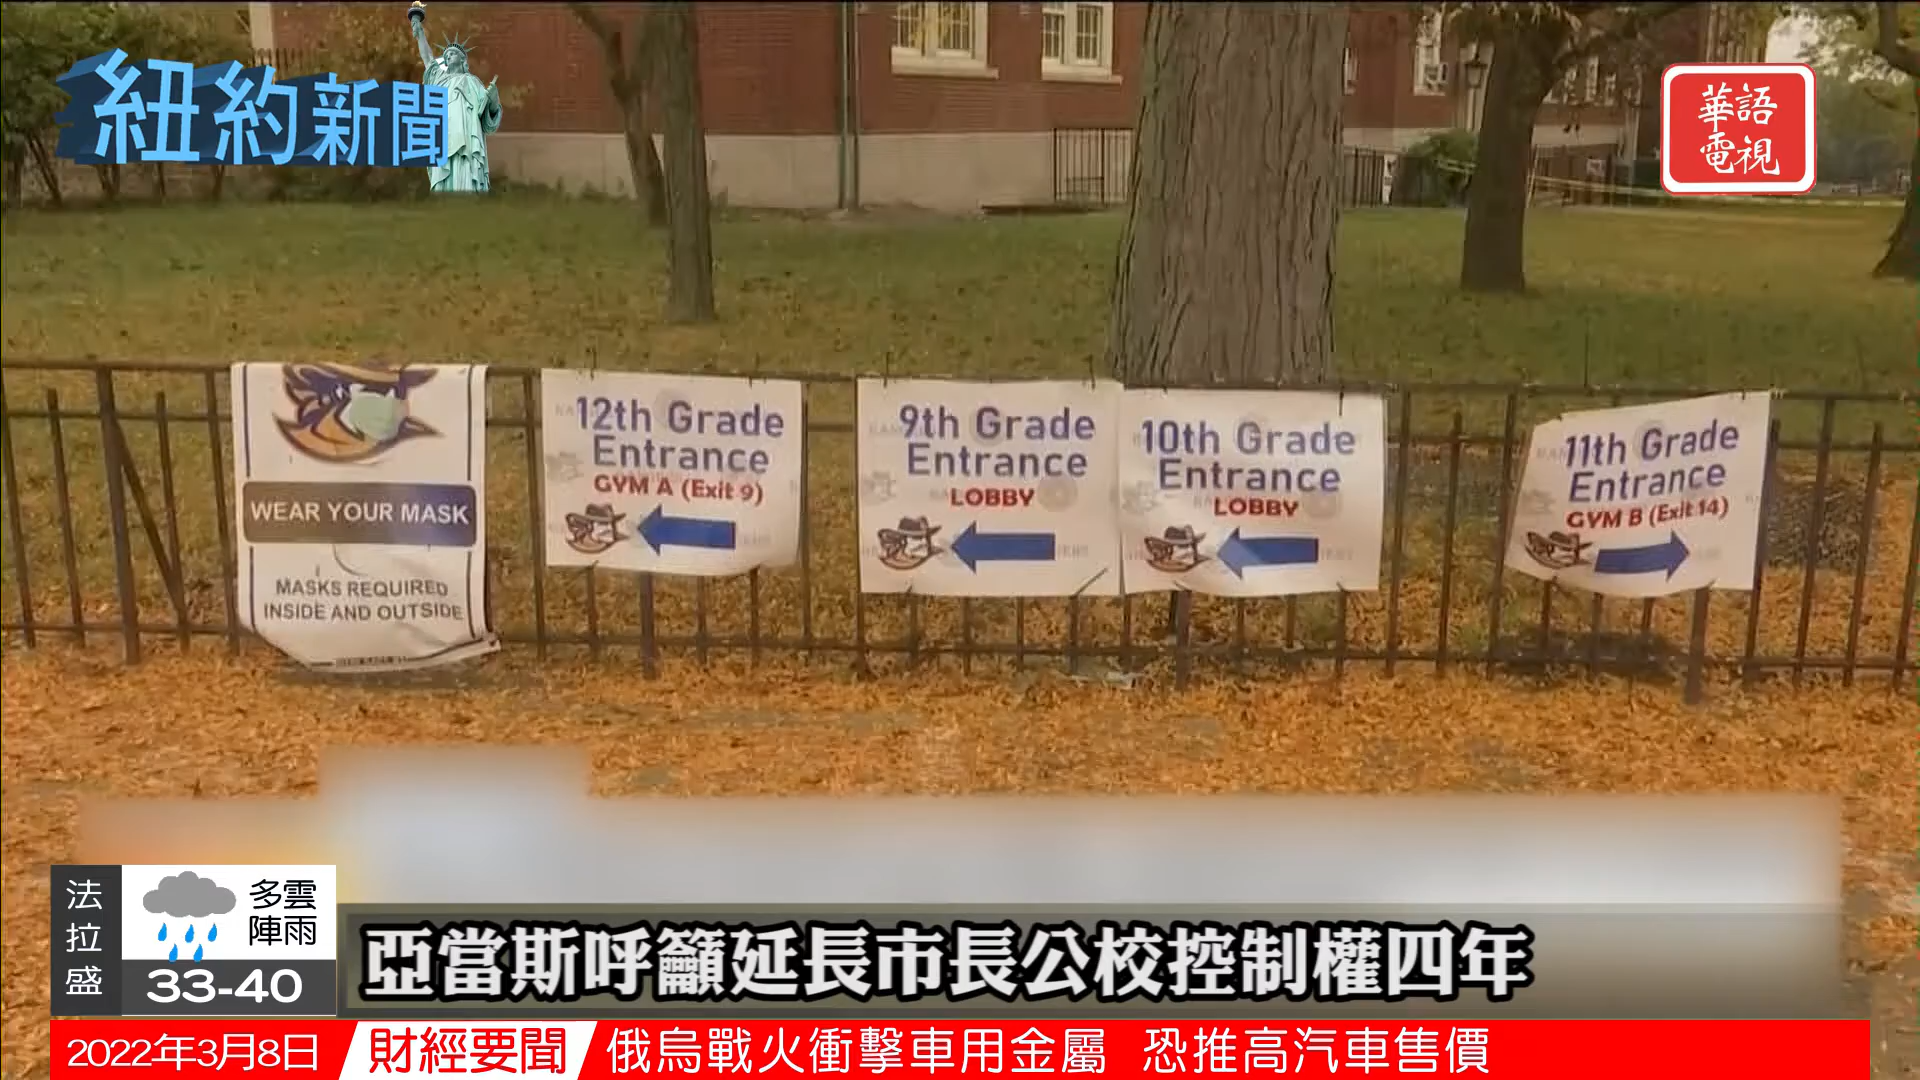 紐約新聞
華語
電視
WEAR YOUR MASK
MASKS REQUIRED
INSIDE AND OUTSIDE
12th Grade
Entrance
GYM A (Exit 9)
9th Grade
Entrance
LOBBY
10th Grade
Entrance
LOBBY
11th Grade
Entrance
GYM B (Exit 14)
法拉盛
多雲
陣雨
33-40
亞當斯呼籲延長市長公校控制權四年
2022年3月8日
財經要聞
俄烏戰火衝擊車用金屬 恐推高汽車售價